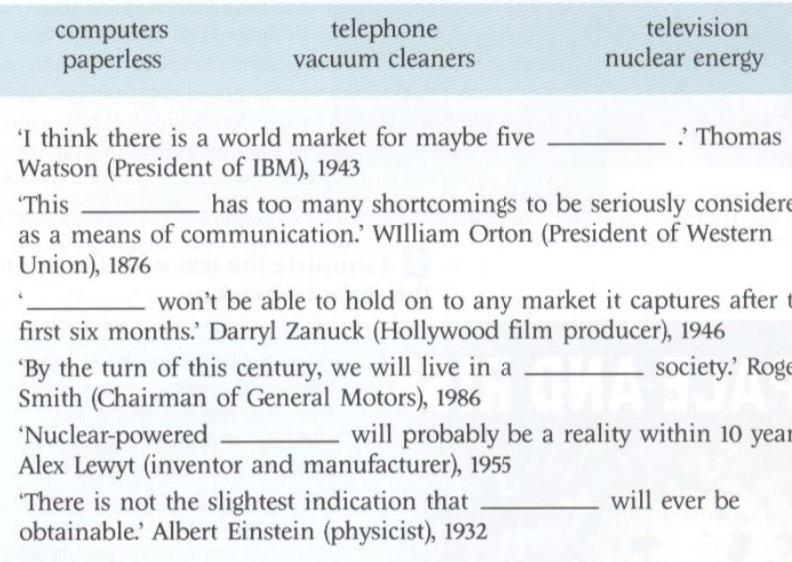 computers telephone television
paperless vacuum cleaners nuclear energy
‘I think there is a world market for maybe five ________ .’ Thomas
Watson (President of IBM), 1943
‘This ________ has too many shortcomings to be seriously
as a means of communication.’ WIlliam Orton (President of Western
Union), 1876
‘________ won’t be able to hold on to any market it captures after
first six months.’ Darryl Zanuck (Hollywood film producer), 1946
‘By the turn of this century, we will live in a ________ society.’
Smith (Chairman of General Motors), 1986
‘Nuclear-powered ________ will probably be a reality within 10
Alex Lewyt (inventor and manufacturer), 1955
‘There is not the slightest indication that ________ will ever be
obtainable.’ Albert Einstein (physicist), 1932